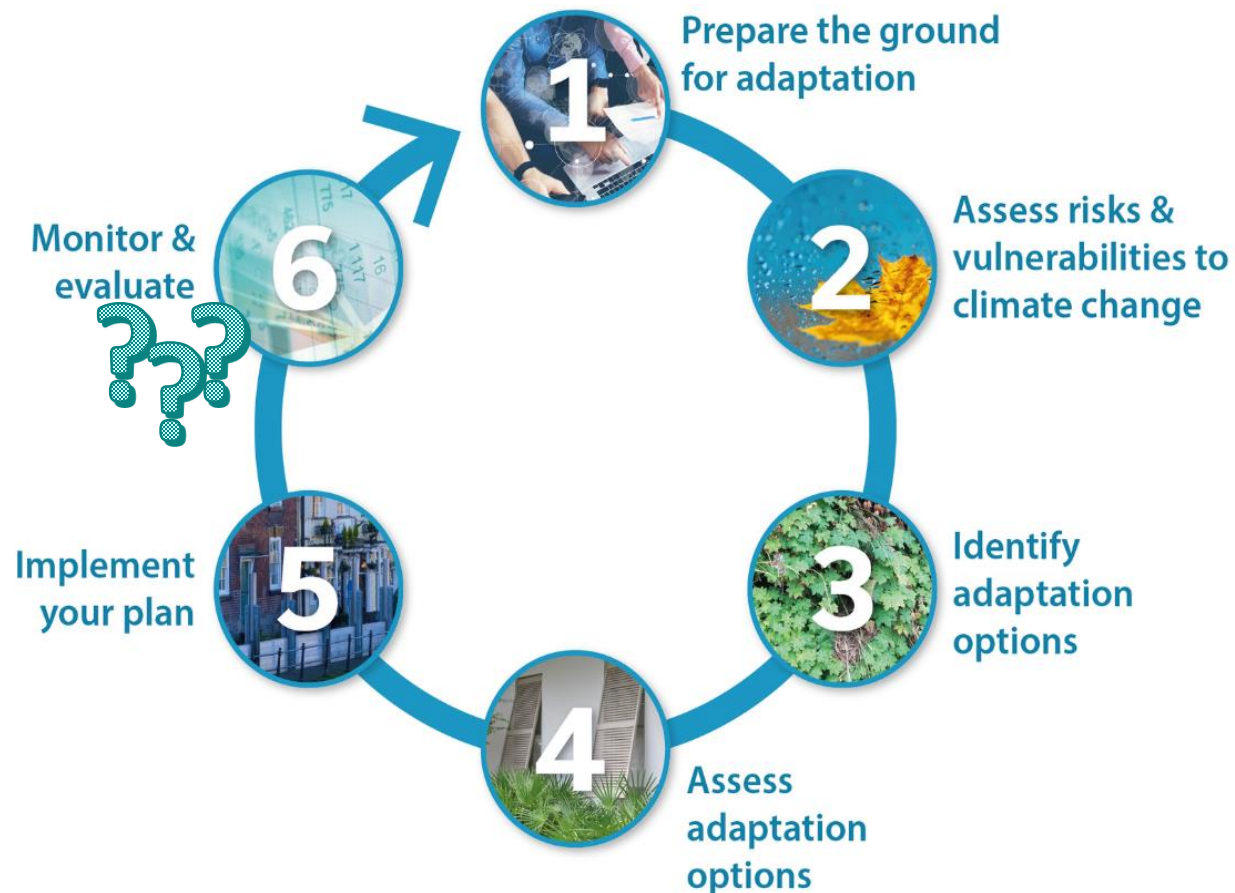 1
Prepare the ground
for adaptation
2
Assess risks &
vulnerabilities to
climate change
3
Identify
adaptation
options
4
Assess
adaptation
options
5
Implement
your plan
6
Monitor &
evaluate
???